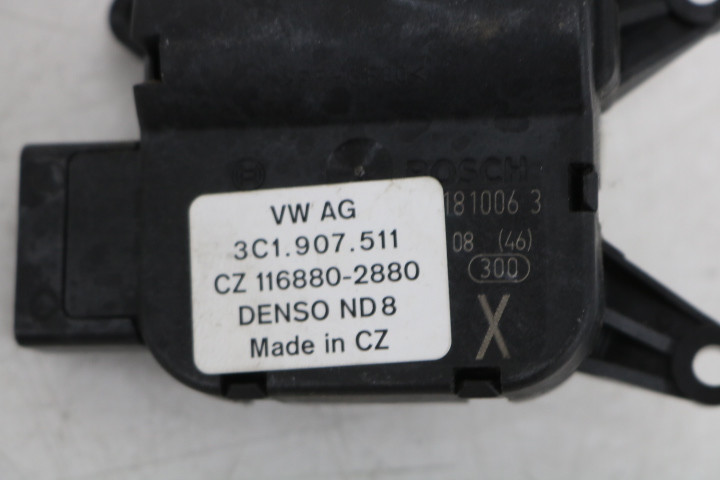 BOSCH
VW AG
3C1.907.511
CZ 116880-2880
DENSO ND8
Made in CZ
181006 3
08 (46)
300
X